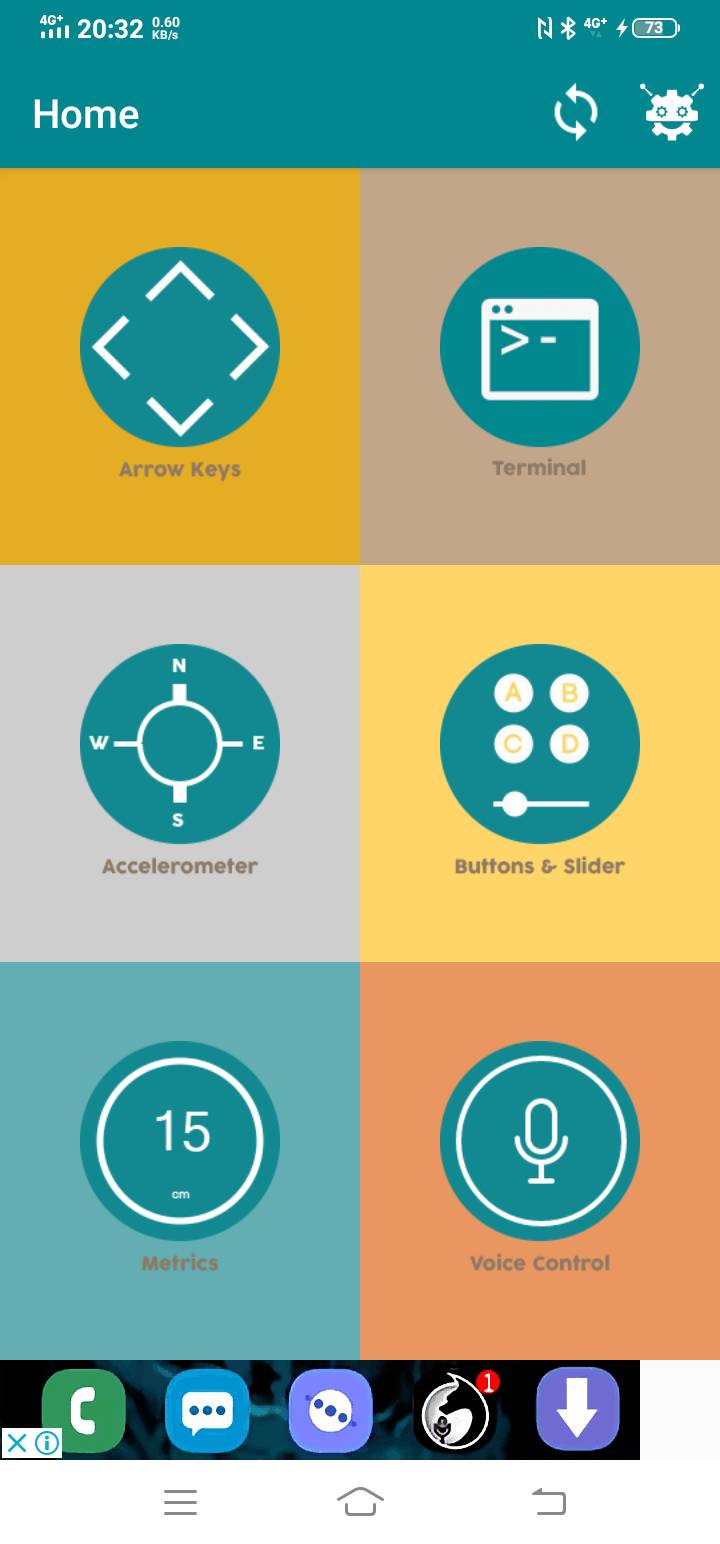 4G+ 20:32 0.60 KB/s 4G+ 73
Home
Arrow Keys
>-
Terminal
N
W E
S
Accelerometer
A B
C D
Buttons & Slider
15
cm
Metrics
Voice Control
1